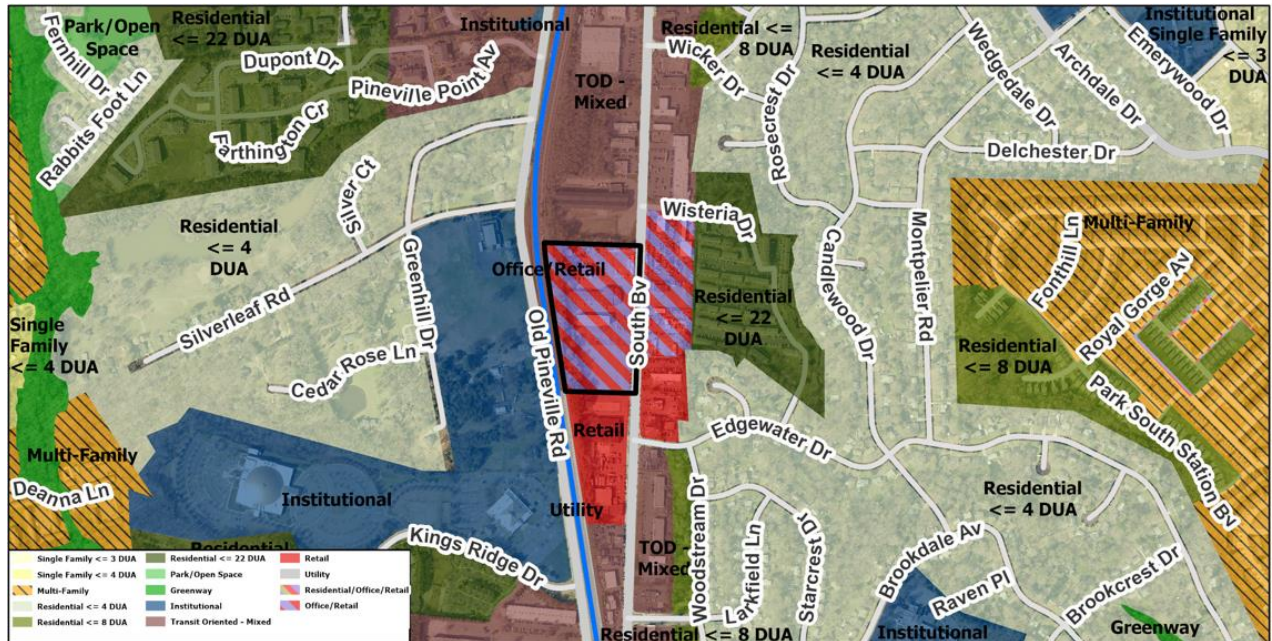 Park/Open
Space
Residential
<= 22 DUA
Institutional
Residential <=
8 DUA
Residential
<= 4 DUA
Institutional
Single Family
<= 3
DUA
Fernhill Dr
Rabbits Foot Ln
Dupont Dr
Pineville Point Av
Farthington Cr
TOD -
Mixed
Wicker Dr
Rosecrest Dr
Wedgedale Dr
Archdale Dr
Emerywood Dr
Delchester Dr
Silver Ct
Residential
<= 4
DUA
Greenhill Dr
Silverleaf Rd
Cedar Rose Ln
Office/Retail
Old Pineville Rd
South Bv
Wisteria Dr
Residential
<= 22
DUA
Candlewood Dr
Montpelier Rd
Multi-Family
Fonthill Ln
Royal Gorge Av
Residential
<= 8 DUA
Park South Station Bv
Single
Family
<= 4 DUA
Multi-Family
Deanna Ln
Institutional
Retail
Utility
Edgewater Dr
Kings Ridge Dr
TOD -
Mixed
Woodstream Dr
Larkfield Ln
Starcrest Dr
Brookdale Av
Raven Pl
Brookcrest Dr
Residential
<= 4 DUA
Residential <= 8 DUA
Institutional
Greenway
Residential
Single Family <= 3 DUA
Single Family <= 4 DUA
Multi-Family
Residential <= 4 DUA
Residential <= 8 DUA
Residential <= 22 DUA
Park/Open Space
Greenway
Institutional
Transit Oriented - Mixed
Retail
Utility
Residential/Office/Retail
Office/Retail